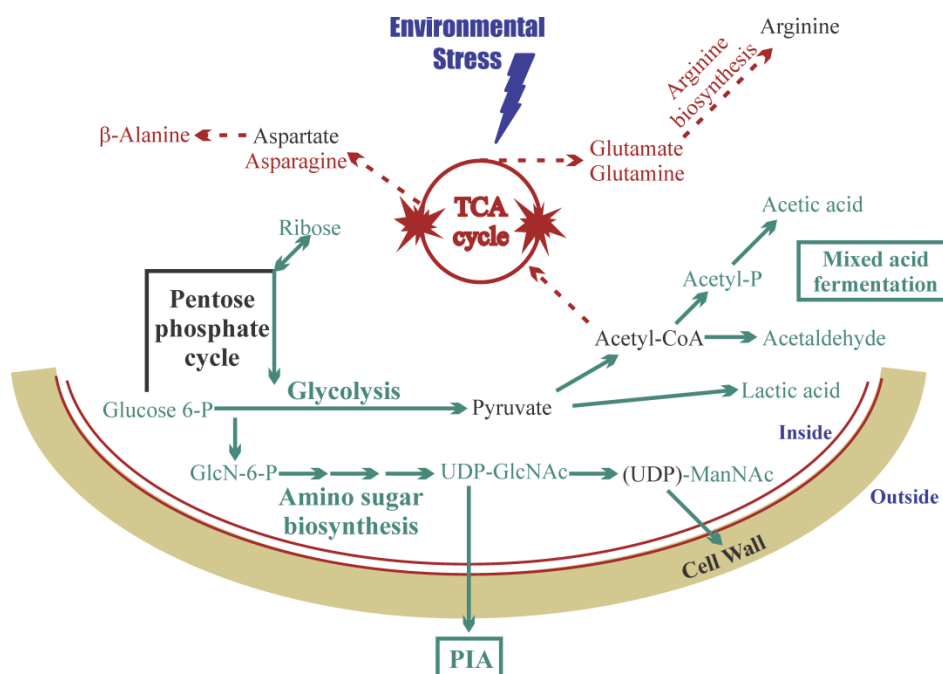 Environmental
Stress
Arginine
Arginine
biosynthesis
β-Alanine
Aspartate
Asparagine
Glutamate
Glutamine
TCA
cycle
Ribose
Acetic acid
Acetyl-P
Mixed acid
fermentation
Pentose
phosphate
cycle
Acetyl-CoA
Acetaldehyde
Glycolysis
Lactic acid
Glucose 6-P
Pyruvate
Inside
GlcN-6-P
UDP-GlcNAc
(UDP)-ManNAc
Outside
Amino sugar
biosynthesis
Cell Wall
PIA